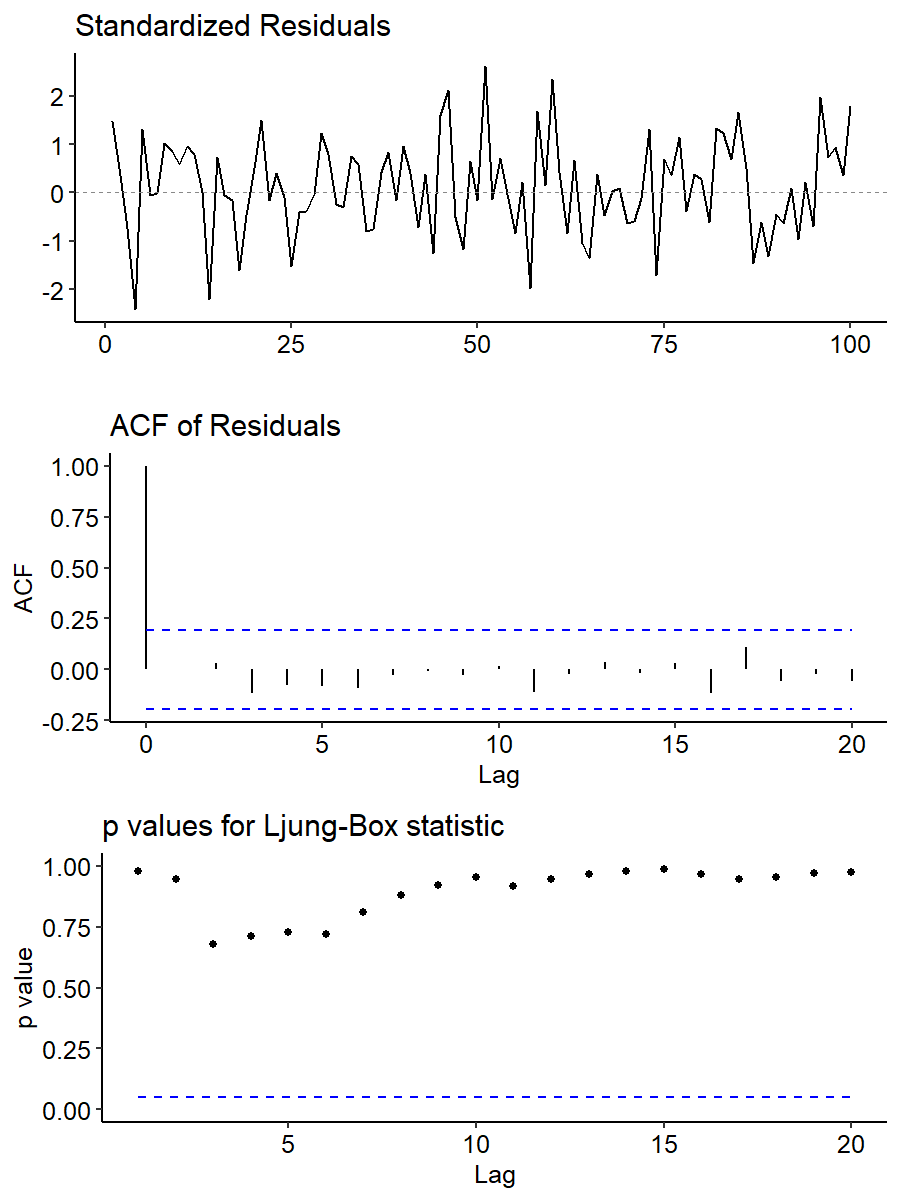 Standardized Residuals
2
1
0
-1
-2
0 25 50 75 100
ACF of Residuals
1.00
0.75
0.50
0.25
0.00
-0.25
ACF
0 5 10 15 20
Lag
p values for Ljung-Box statistic
1.00
0.75
0.50
0.25
0.00
p value
5 10 15 20
Lag